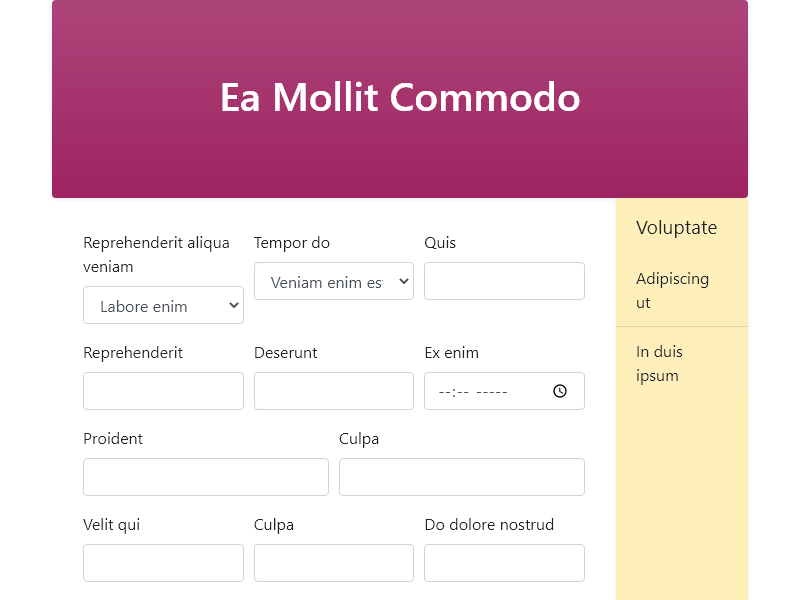 Ea Mollit Commodo
Reprehenderit aliqua
veniam
Labore enim
Tempor do
Veniam enim es
Quis
Reprehenderit
Deserunt
Ex enim
--:-- -----
Proident
Culpa
Velit qui
Culpa
Do dolore nostrud
Voluptate
Adipiscing
ut
In duis
ipsum